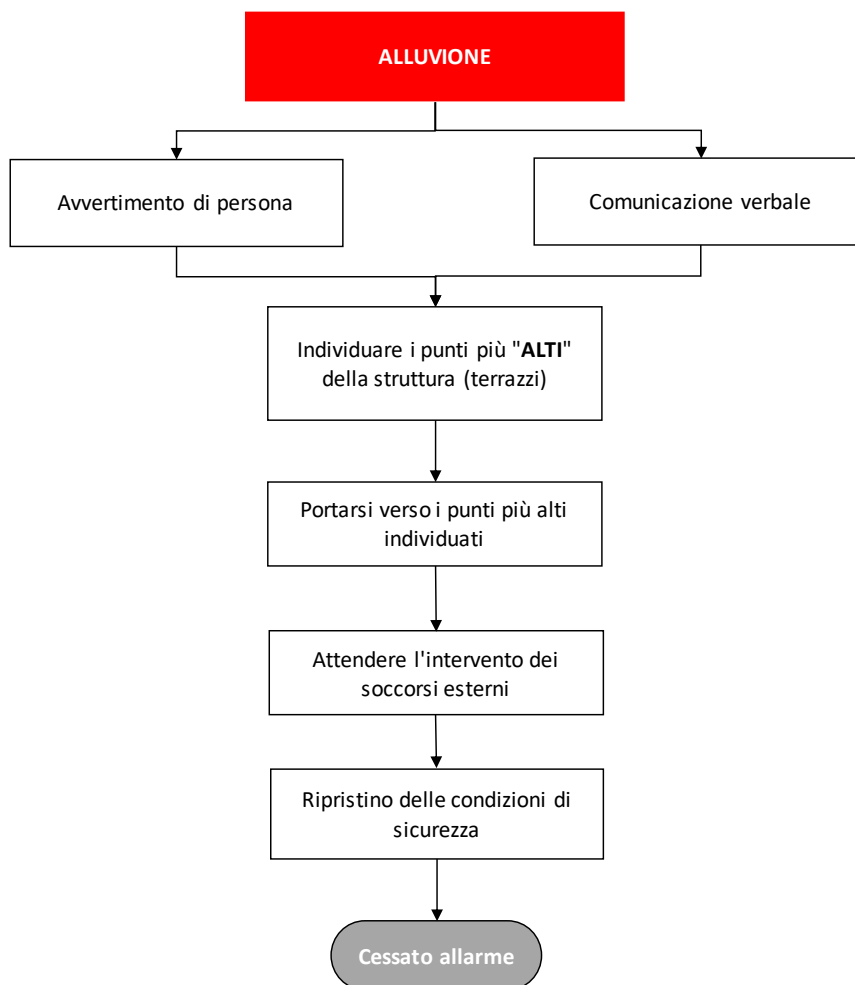 ALLUVIONE
Avvertimento di persona
Comunicazione verbale
Individuare i punti più "ALTI"
della struttura (terrazzi)
Portarsi verso i punti più alti
individuati
Attendere l'intervento dei
soccorsi esterni
Ripristino delle condizioni di
sicurezza
Cessato allarme